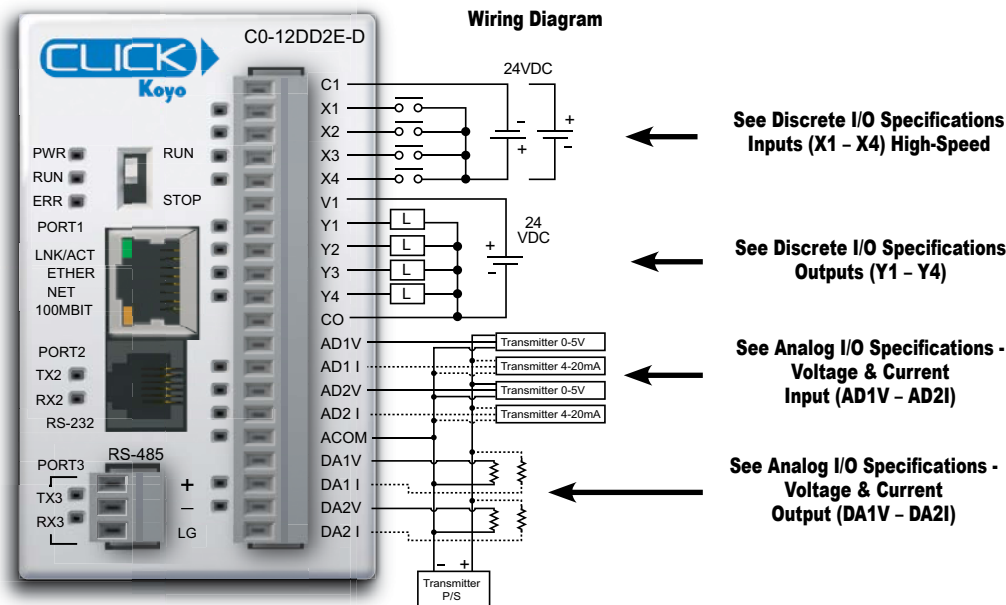 Wiring Diagram
CLICK
Koyo
C0-12DD2E-D
PWR
RUN
ERR
RUN
STOP
PORT1
LNK/ACT
ETHER
NET
100MBIT
PORT2
TX2
RX2
RS-232
PORT3
RS-485
TX3
RX3
+
–
LG
C1
X1
X2
X3
X4
V1
Y1
Y2
Y3
Y4
CO
AD1V
AD1 I
AD2V
AD2 I
ACOM
DA1V
DA1 I
DA2V
DA2 I
24VDC
-
+
+
-
L
L
L
L
24
VDC
+
-
Transmitter 0-5V
Transmitter 4-20mA
Transmitter 0-5V
Transmitter 4-20mA
– +
Transmitter
P/S
See Discrete I/O Specifications
Inputs (X1 – X4) High-Speed
See Discrete I/O Specifications
Outputs (Y1 – Y4)
See Analog I/O Specifications -
Voltage & Current
Input (AD1V – AD2I)
See Analog I/O Specifications -
Voltage & Current
Output (DA1V – DA2I)